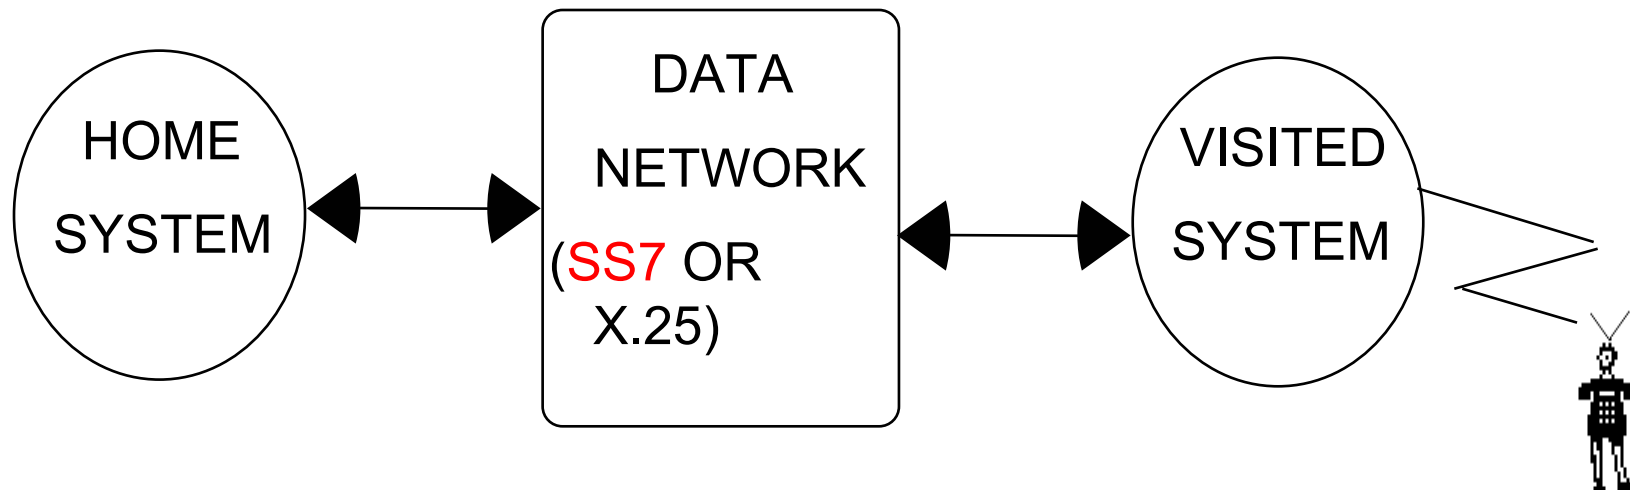 HOME
SYSTEM
DATA
NETWORK
(SS7 OR
X.25)
VISITED
SYSTEM